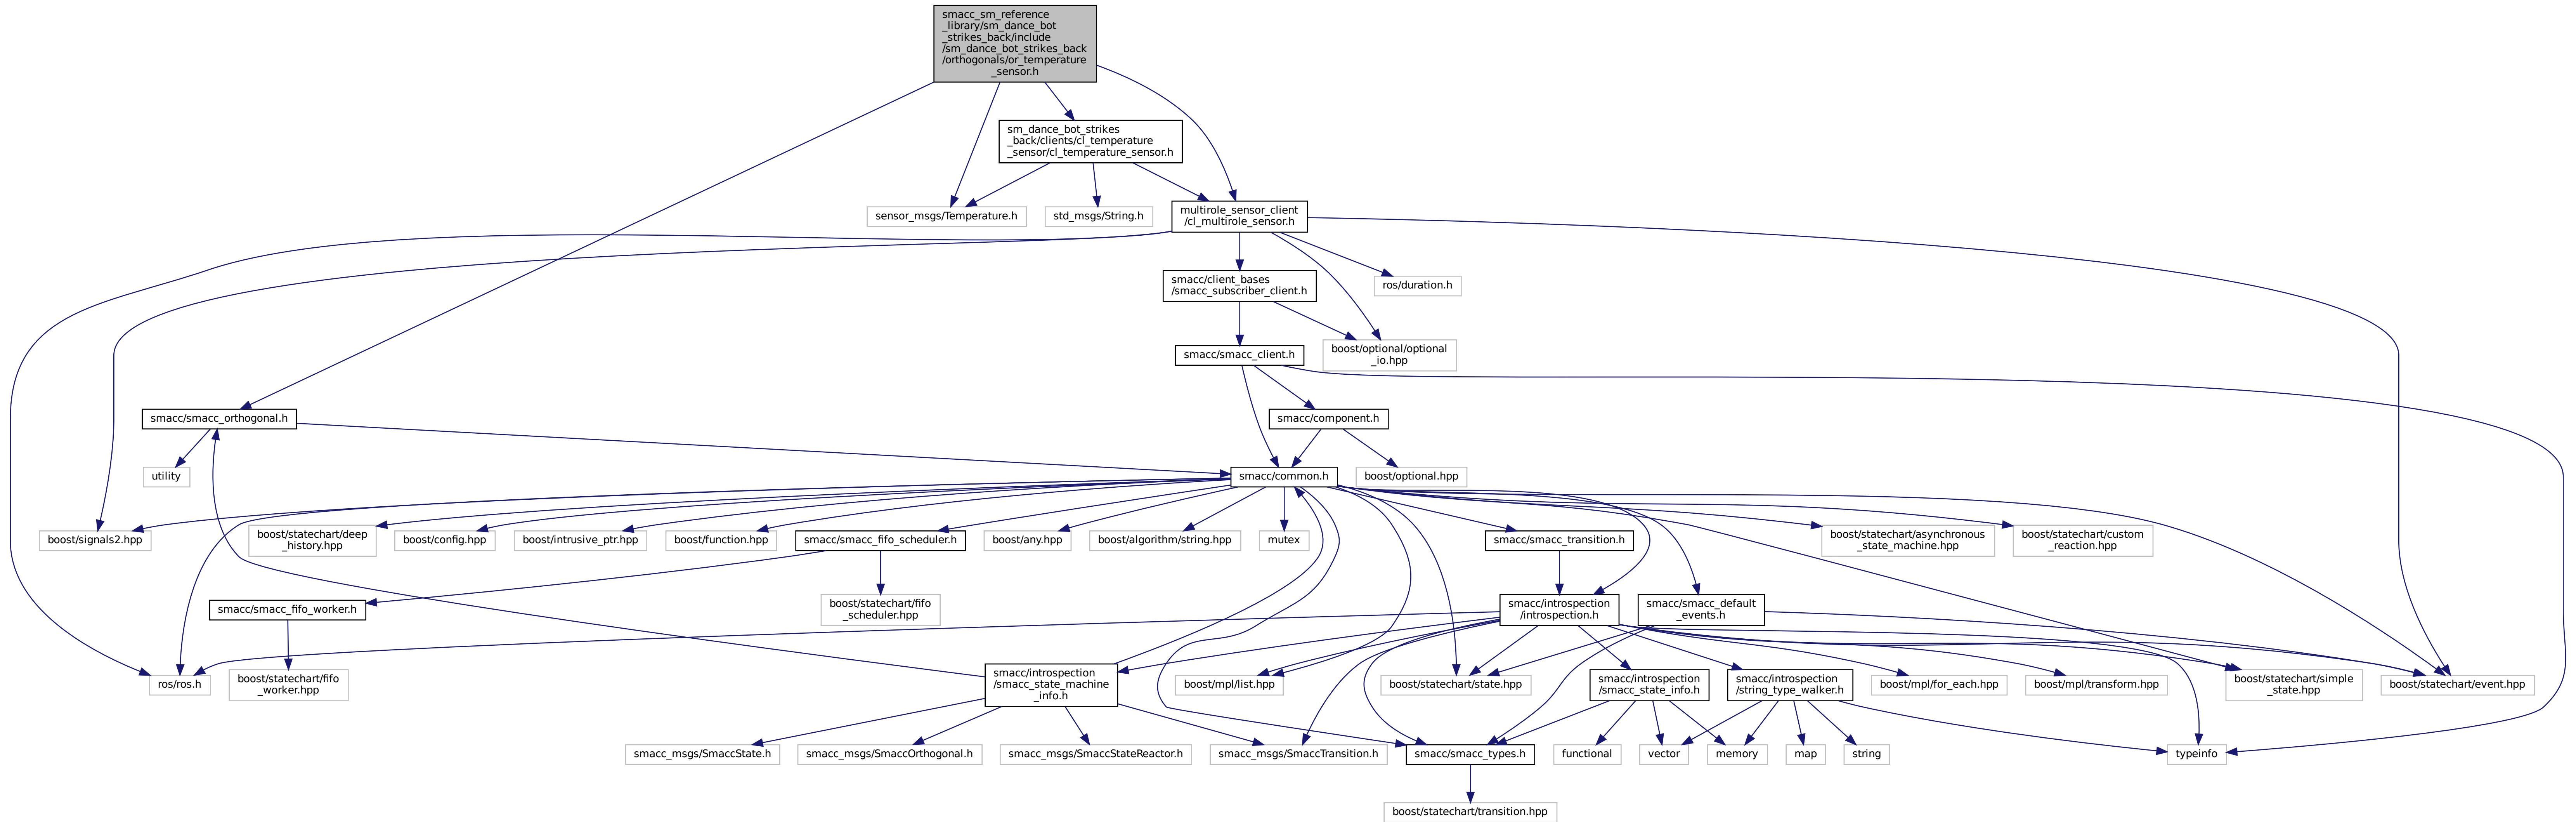 smacc_sm_reference
_library/sm_dance_bot
_strikes_back/include
/sm_dance_bot_strikes_back
/orthogonals/or_temperature
_sensor.h
sm_dance_bot_strikes
_back/clients/cl_temperature
_sensor/cl_temperature_sensor.h
sensor_msgs/Temperature.h
std_msgs/String.h
multirole_sensor_client
/cl_multirole_sensor.h
smacc/client_bases
/smacc_subscriber_client.h
ros/duration.h
smacc/smacc_client.h
boost/optional/optional
_io.hpp
smacc/smacc_orthogonal.h
smacc/component.h
utility
smacc/common.h
boost/optional.hpp
boost/signals2.hpp
boost/statechart/deep
_history.hpp
boost/config.hpp
boost/intrusive_ptr.hpp
boost/function.hpp
smacc/smacc_fifo_scheduler.h
boost/any.hpp
boost/algorithm/string.hpp
mutex
smacc/smacc_transition.h
boost/statechart/asynchronous
_state_machine.hpp
boost/statechart/custom
_reaction.hpp
smacc/smacc_fifo_worker.h
boost/statechart/fifo
_scheduler.hpp
smacc/introspection
/introspection.h
smacc/smacc_default
_events.h
ros/ros.h
boost/statechart/fifo
_worker.hpp
smacc/introspection
/smacc_state_machine
_info.h
boost/mpl/list.hpp
boost/statechart/state.hpp
smacc/introspection
/smacc_state_info.h
smacc/introspection
/string_type_walker.h
boost/mpl/for_each.hpp
boost/mpl/transform.hpp
boost/statechart/simple
_state.hpp
boost/statechart/event.hpp
smacc_msgs/SmaccState.h
smacc_msgs/SmaccOrthogonal.h
smacc_msgs/SmaccStateReactor.h
smacc_msgs/SmaccTransition.h
smacc/smacc_types.h
functional
vector
memory
map
string
typeinfo
boost/statechart/transition.hpp